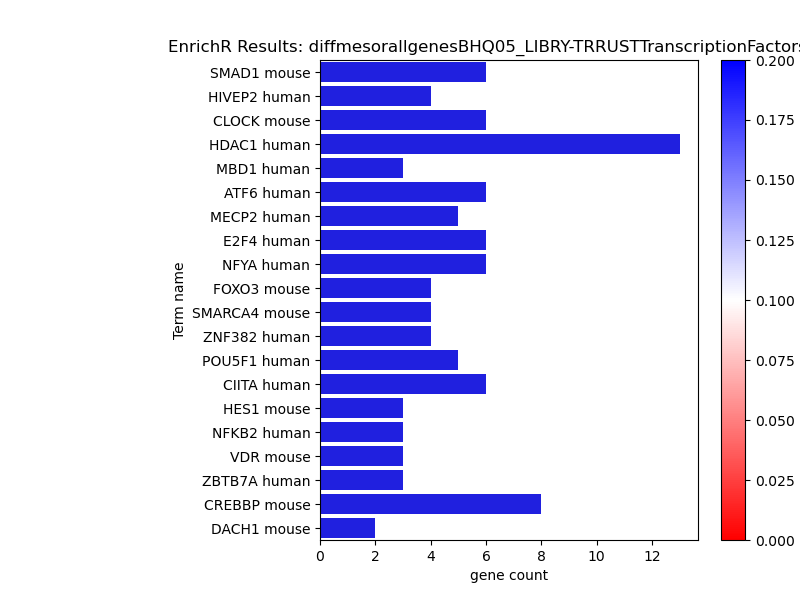 EnrichR Results: diffmesorallgenesBHQ05_LIBRY-TRRUSTTranscriptionFactors
SMAD1 mouse
HIVEP2 human
CLOCK mouse
HDAC1 human
MBD1 human
ATF6 human
MECP2 human
E2F4 human
NFYA human
FOXO3 mouse
SMARCA4 mouse
ZNF382 human
POU5F1 human
CIITA human
HES1 mouse
NFKB2 human
VDR mouse
ZBTB7A human
CREBBP mouse
DACH1 mouse
Term name
0 2 4 6 8 10 12
gene count
0.200
0.175
0.150
0.125
0.100
0.075
0.050
0.025
0.000